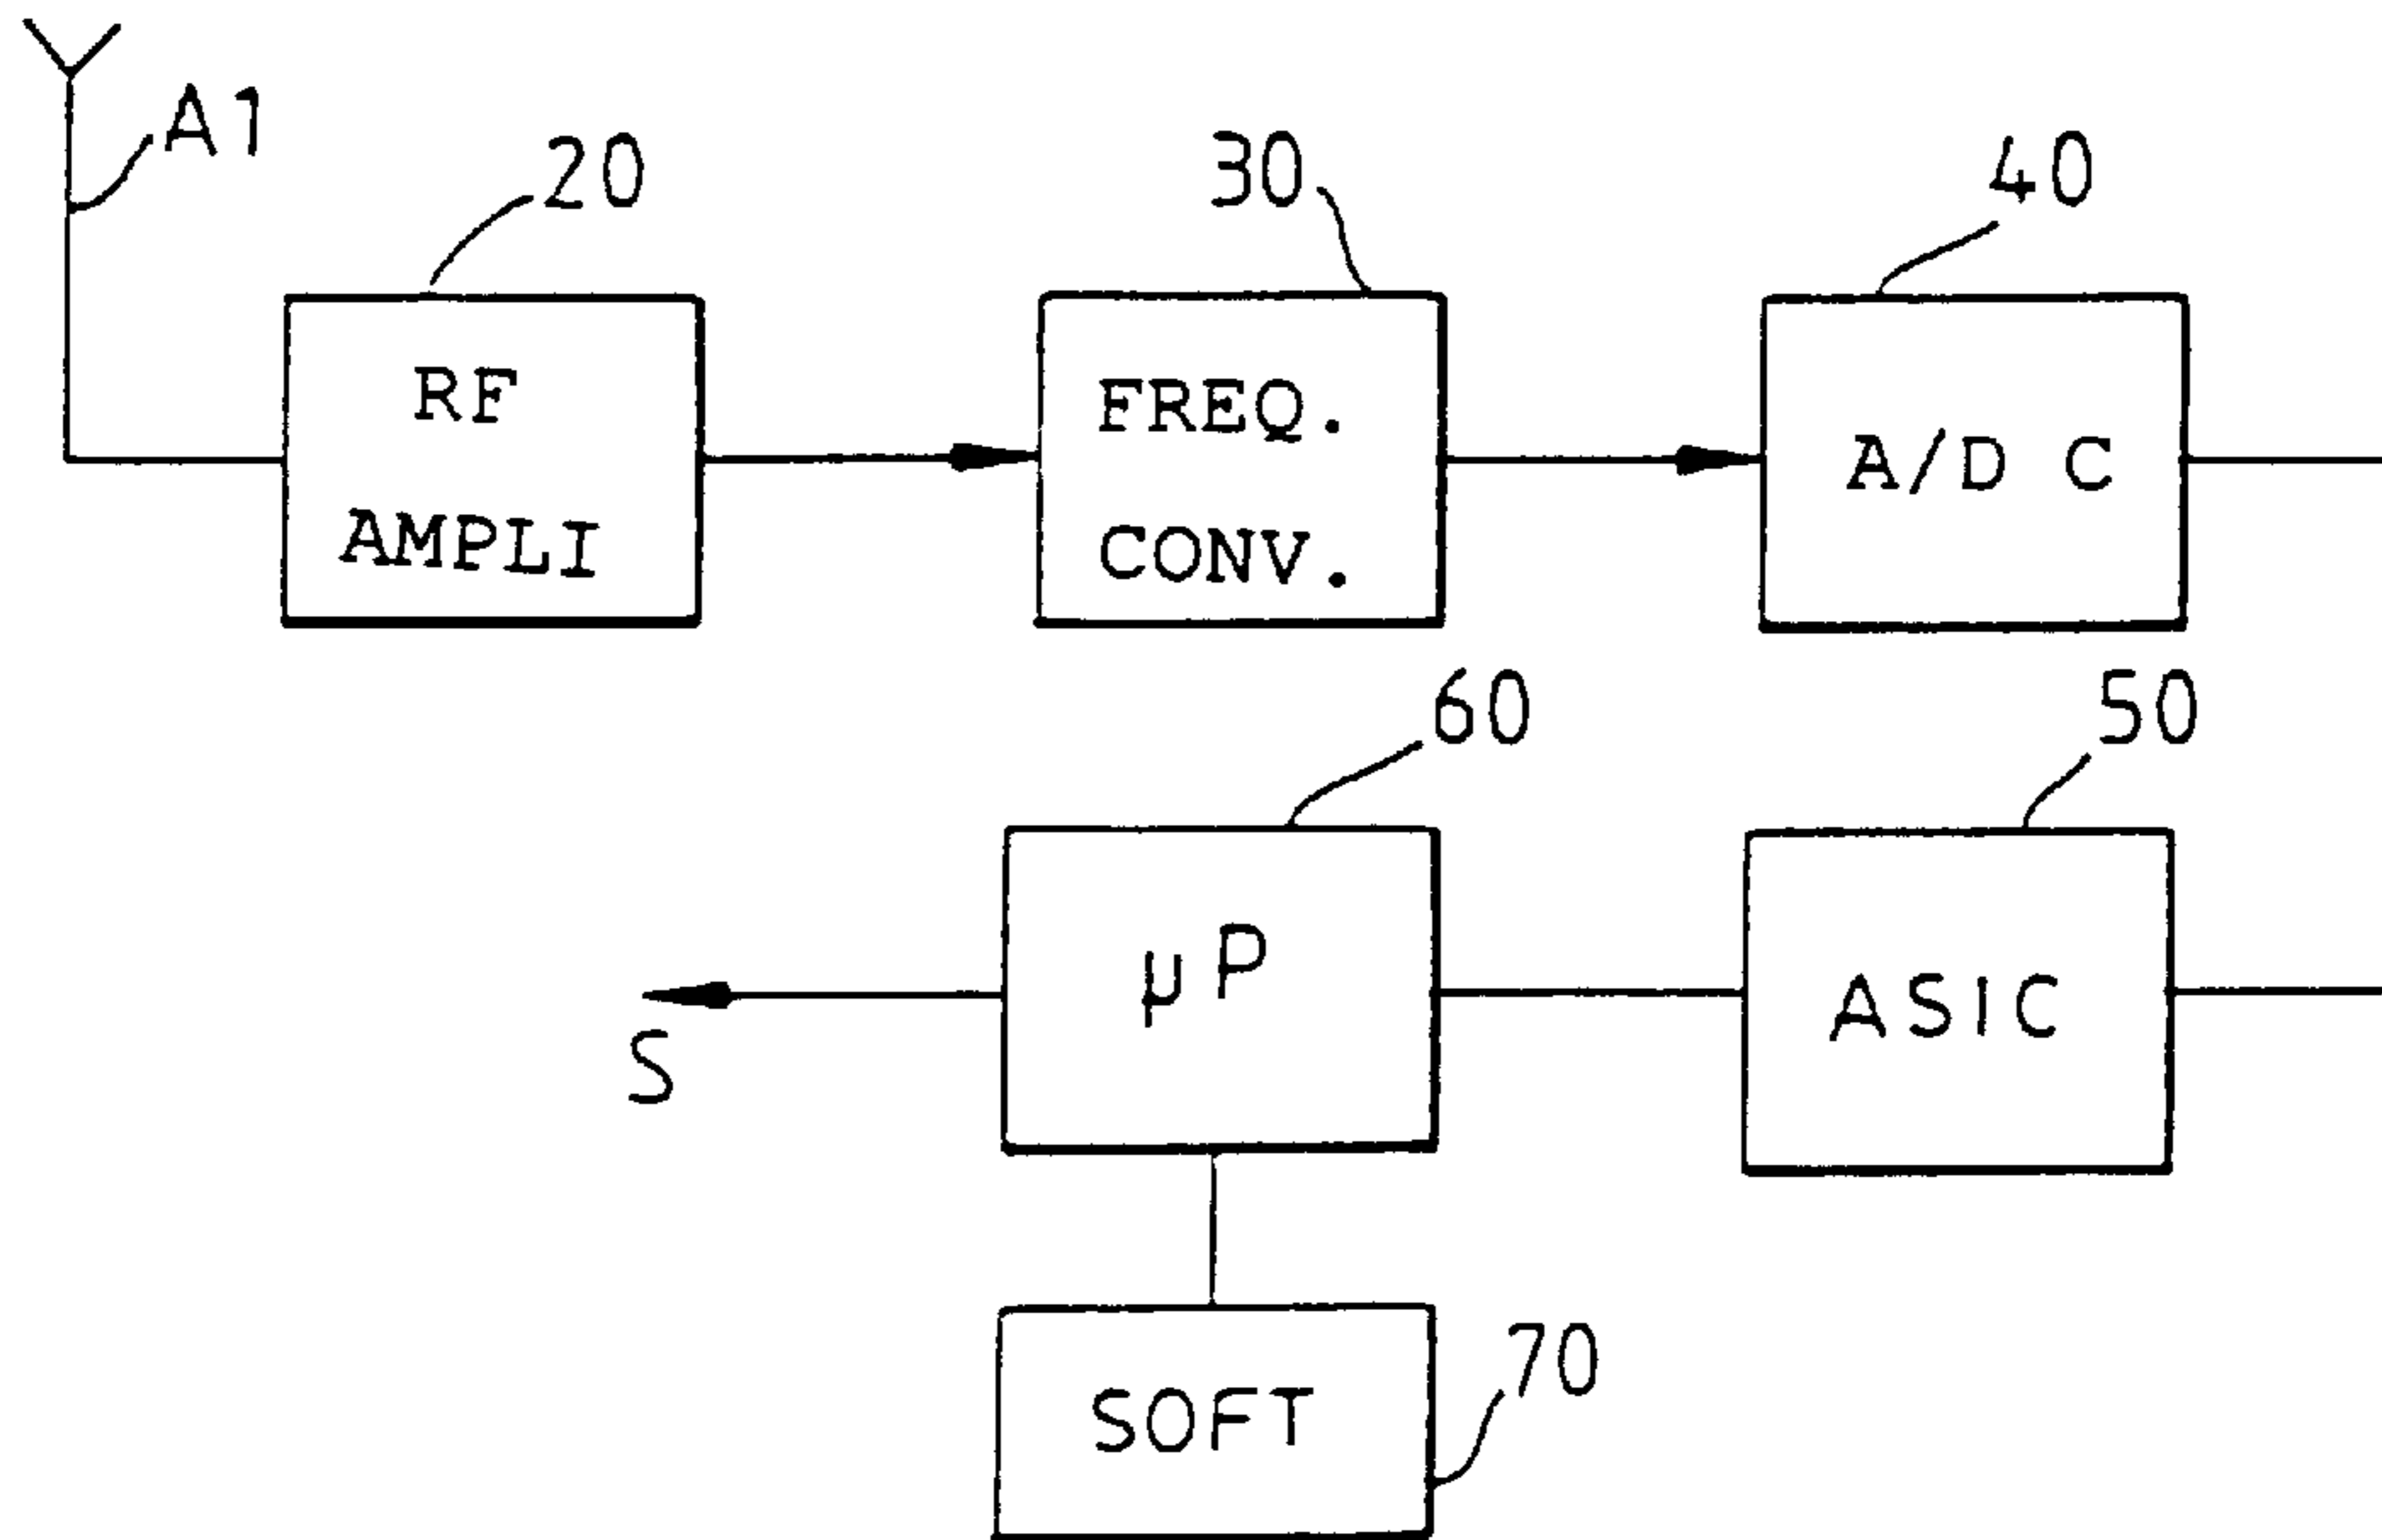 A1
20
30
40
RF
AMPLI
FREQ.
CONV.
A/D C
60
50
µP
ASIC
S
SOFT
70